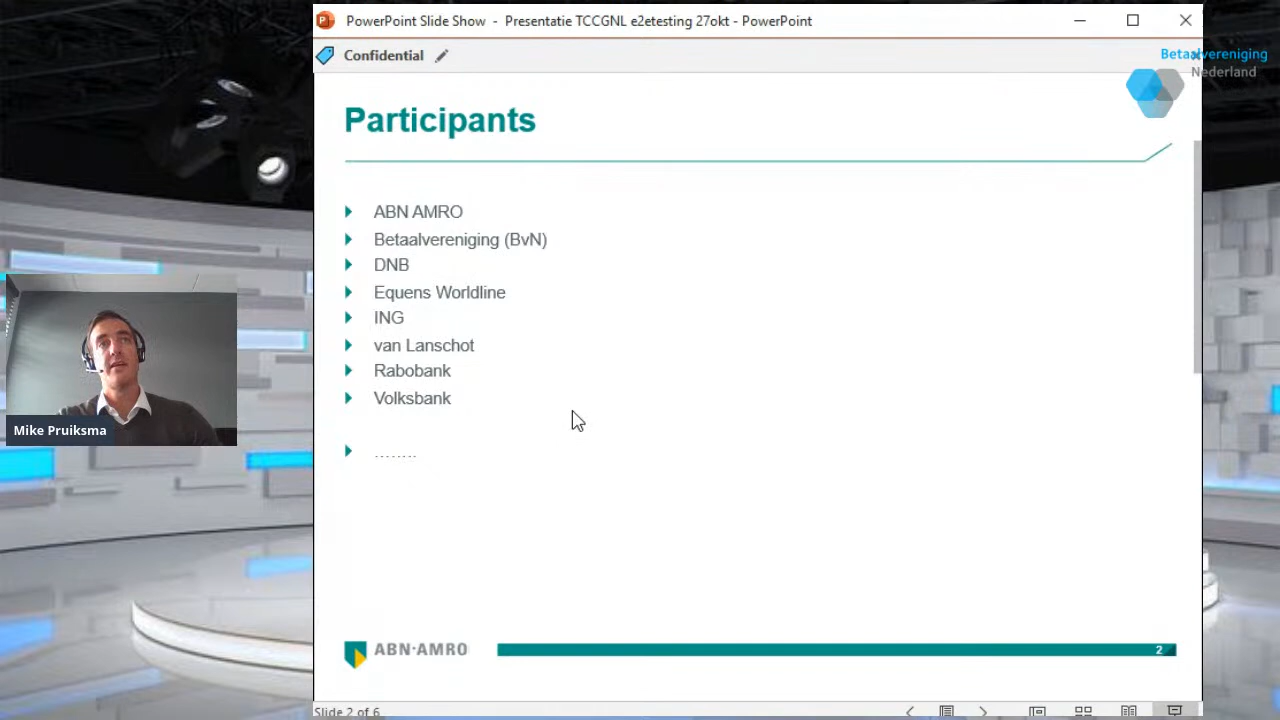 PowerPoint Slide Show - Presentatie TCCGNL e2etesting 27okt - PowerPoint
Confidential
Betaalvereniging
Nederland
Participants
ABN AMRO
Betaalvereniging (BvN)
DNB
Equens Worldline
ING
van Lanschot
Rabobank
Volksbank
........
Mike Pruiksma
ABN·AMRO
2
Slide 2 of 6